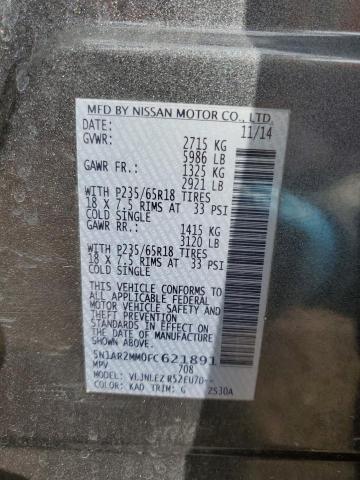 MFD BY NISSAN MOTOR CO., LTD.
DATE: 11/14
GVWR: 2715 KG
5986 LB
GAWR FR.: 1325 KG
2921 LB
WITH P235/65R18 TIRES
18 X 7.5 RIMS AT 33 PSI
COLD SINGLE
GAWR RR.: 1415 KG
3120 LB
WITH P235/65R18 TIRES
18 X 7.5 RIMS AT 33 PSI
COLD SINGLE
THIS VEHICLE CONFORMS TO ALL
APPLICABLE FEDERAL
MOTOR VEHICLE SAFETY AND
THEFT PREVENTION
STANDARDS IN EFFECT
ON THE DATE OF
MANUFACTURE SHOWN ABOVE.
5N1AR2MM0FC621891
MPV 708
VLJNLEZ R52EU70--
COLOR: KAD TRIM: G 2S30A